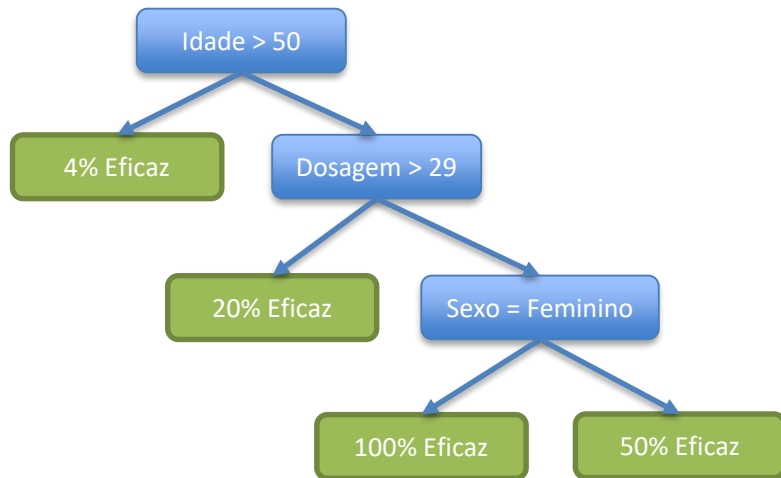 Idade > 50
4% Eficaz
Dosagem > 29
20% Eficaz
Sexo = Feminino
100% Eficaz
50% Eficaz